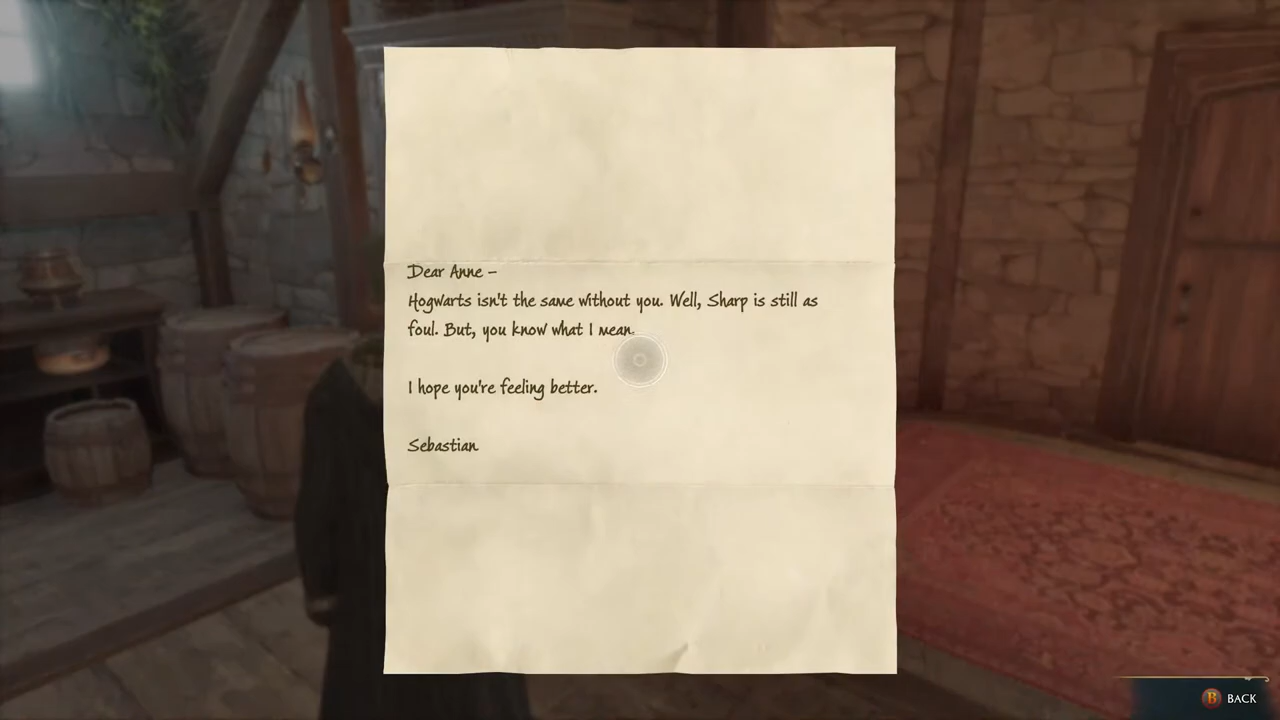 Dear Anne –
Hogwarts isn't the same without you. Well, Sharp is still as
foul. But, you know what I mean.
I hope you're feeling better.
Sebastian
B BACK